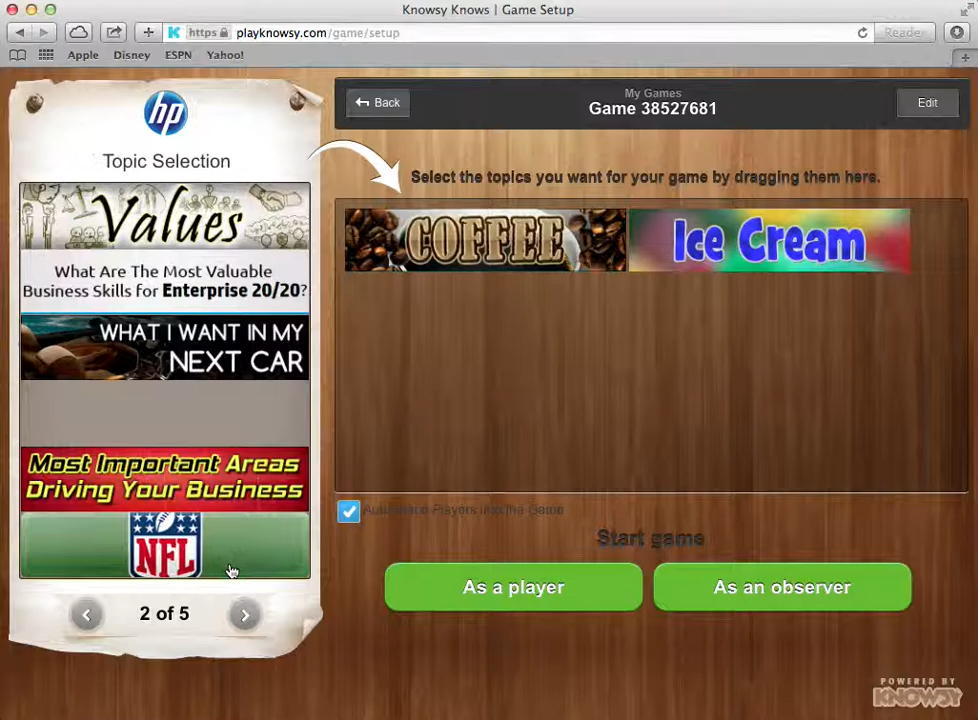 Knowsy Knows | Game Setup
https playknowsy.com/game/setup
Reader
Apple Disney ESPN Yahoo!
hp
Topic Selection
Values
What Are The Most Valuable
Business Skills for Enterprise 20/20?
WHAT I WANT IN MY
NEXT CAR
Most Important Areas
Driving Your Business
NFL
2 of 5
Back
My Games
Game 38527681
Edit
Select the topics you want for your game by dragging them here.
COFFEE
Ice Cream
Players into the Game
Start game
As a player
As an observer
POWERED BY
KNOWSY